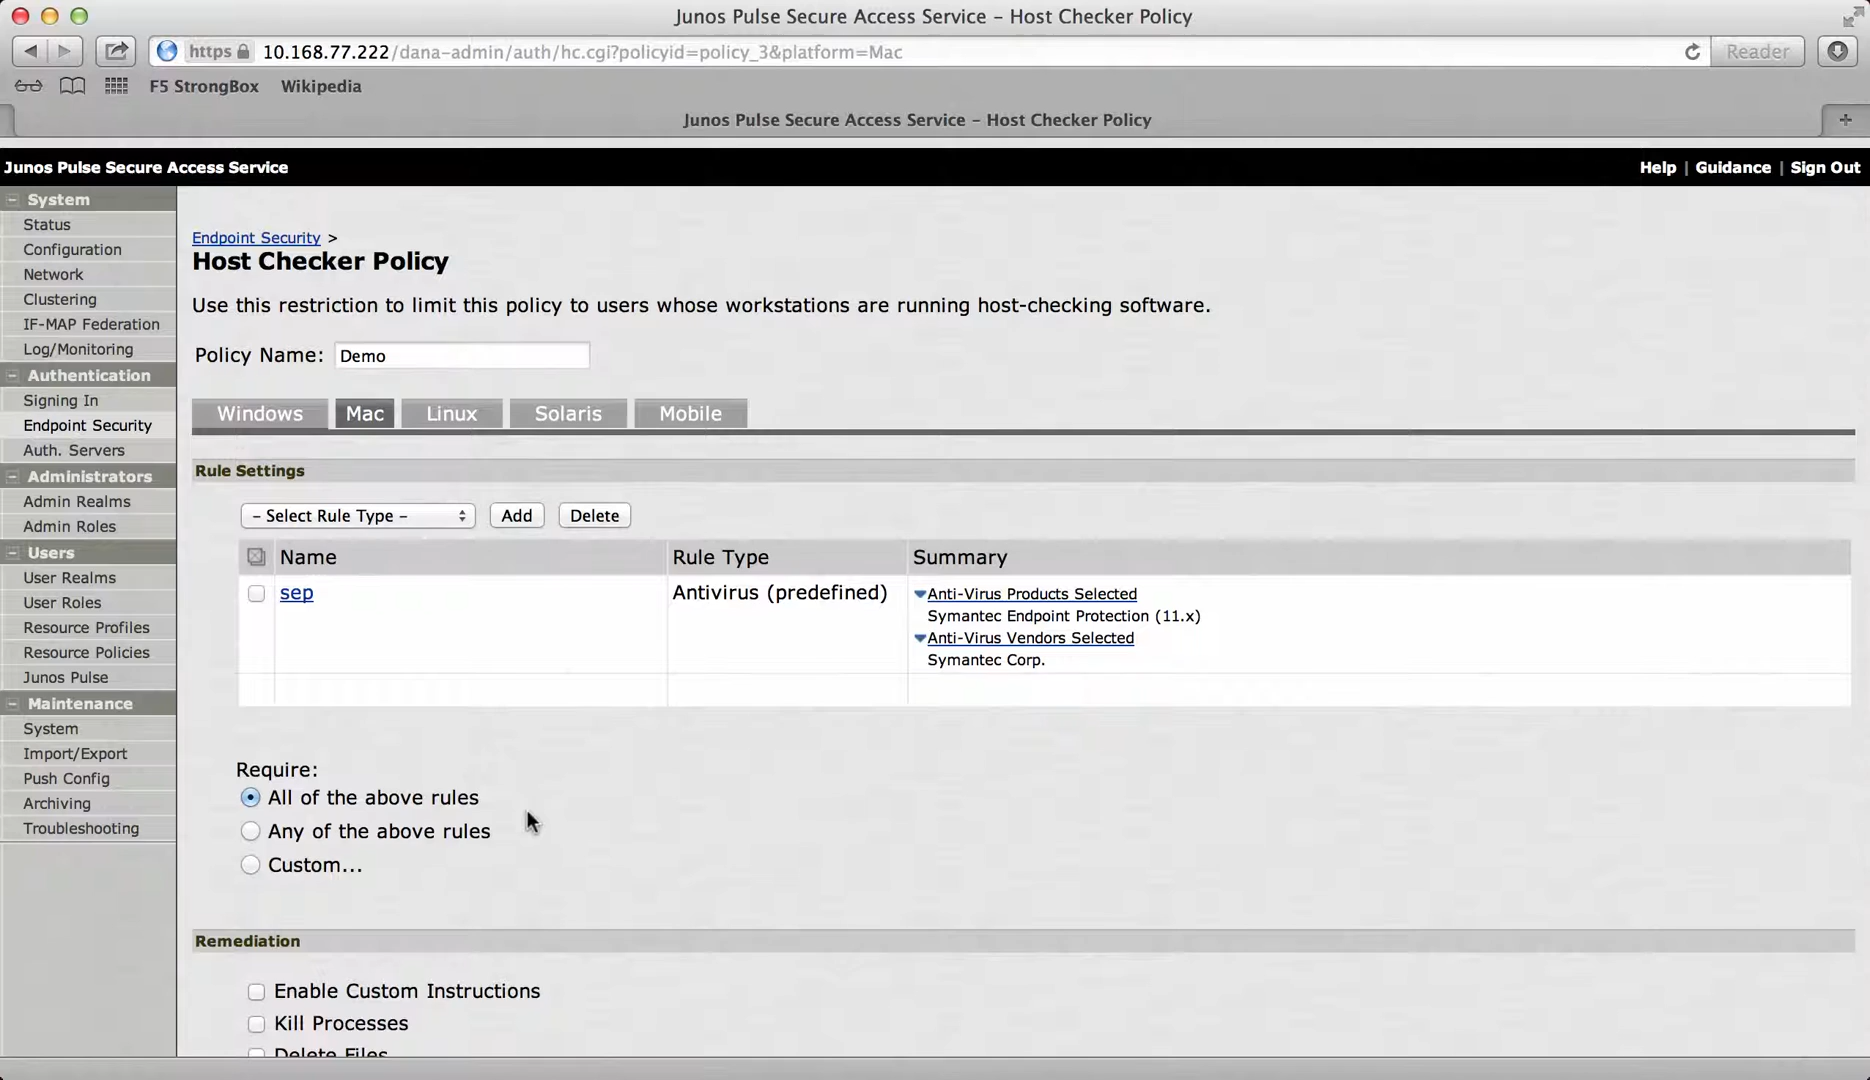 Junos Pulse Secure Access Service – Host Checker Policy
https 10.168.77.222/dana-admin/auth/hc.cgi?policyid=policy_3&platform=Mac Reader
F5 StrongBox Wikipedia
Junos Pulse Secure Access Service – Host Checker Policy
Junos Pulse Secure Access Service
Help | Guidance | Sign Out
System
Status
Configuration
Network
Clustering
IF-MAP Federation
Log/Monitoring
Authentication
Signing In
Endpoint Security
Auth. Servers
Administrators
Admin Realms
Admin Roles
Users
User Realms
User Roles
Resource Profiles
Resource Policies
Junos Pulse
Maintenance
System
Import/Export
Push Config
Archiving
Troubleshooting
Endpoint Security >
Host Checker Policy
Use this restriction to limit this policy to users whose workstations are running host-checking software.
Policy Name: Demo
Windows Mac Linux Solaris Mobile
Rule Settings
– Select Rule Type – Add Delete
Name Rule Type Summary
sep Antivirus (predefined) Anti-Virus Products Selected
Symantec Endpoint Protection (11.x)
Anti-Virus Vendors Selected
Symantec Corp.
Require:
All of the above rules
Any of the above rules
Custom...
Remediation
Enable Custom Instructions
Kill Processes
Delete Files